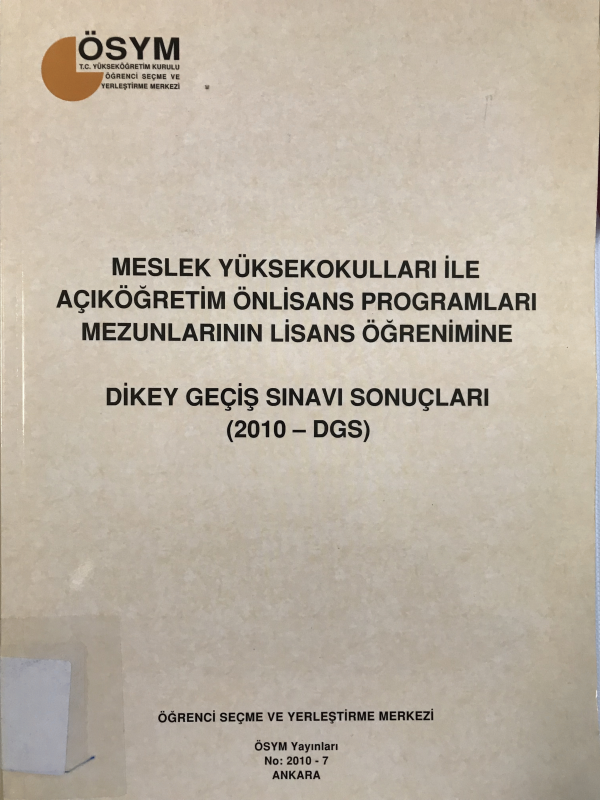 ÖSYM
T.C. YÜKSEKÖĞRETİM KURULU
ÖĞRENCİ SEÇME VE
YERLEŞTİRME MERKEZİ
MESLEK YÜKSEKOKULLARI İLE
AÇIKÖĞRETİM ÖNLİSANS PROGRAMLARI
MEZUNLARININ LİSANS ÖĞRENİMİNE
DİKEY GEÇİŞ SINAVI SONUÇLARI
(2010 – DGS)
ÖĞRENCİ SEÇME VE YERLEŞTİRME MERKEZİ
ÖSYM Yayınları
No: 2010 - 7
ANKARA